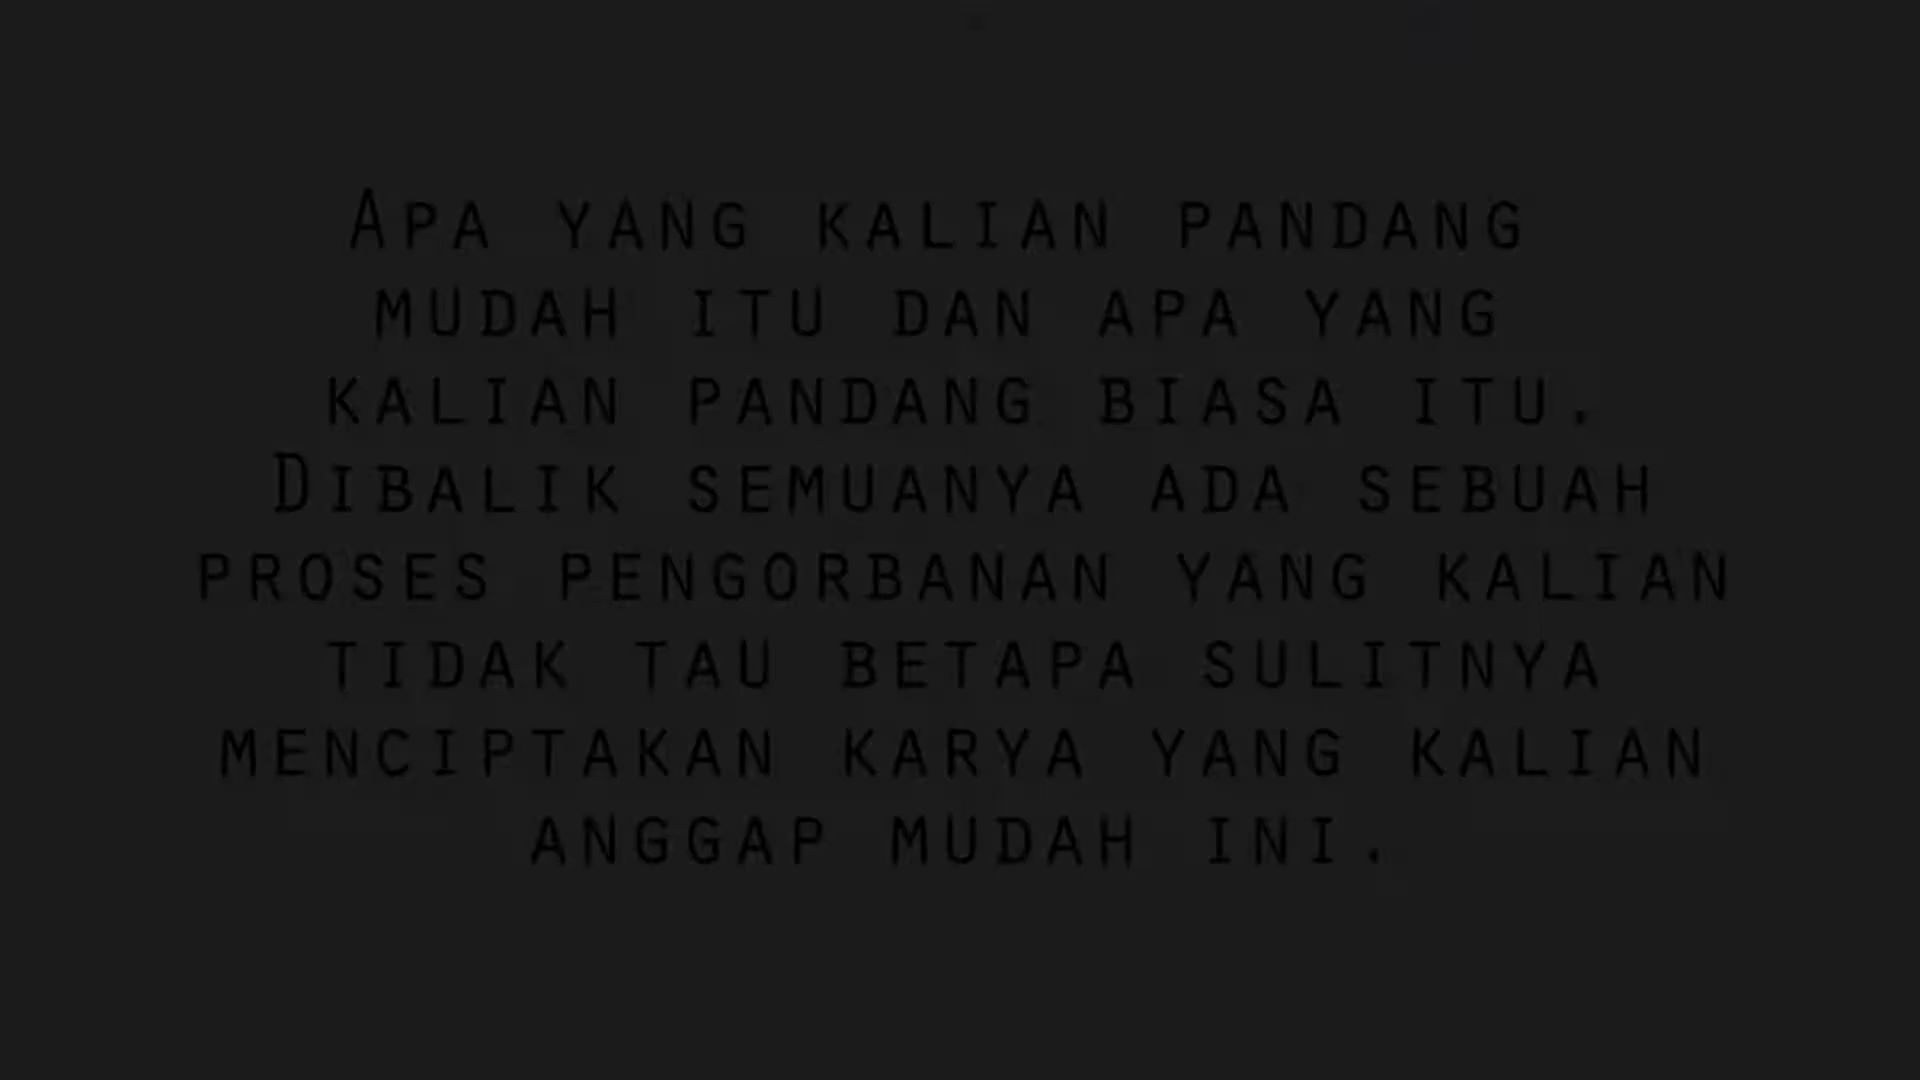 Apa yang kalian pandang
mudah itu dan apa yang
kalian pandang biasa itu.
Dibalik semuanya ada sebuah
proses pengorbanan yang kalian
tidak tau betapa sulitnya
menciptakan karya yang kalian
anggap mudah ini.